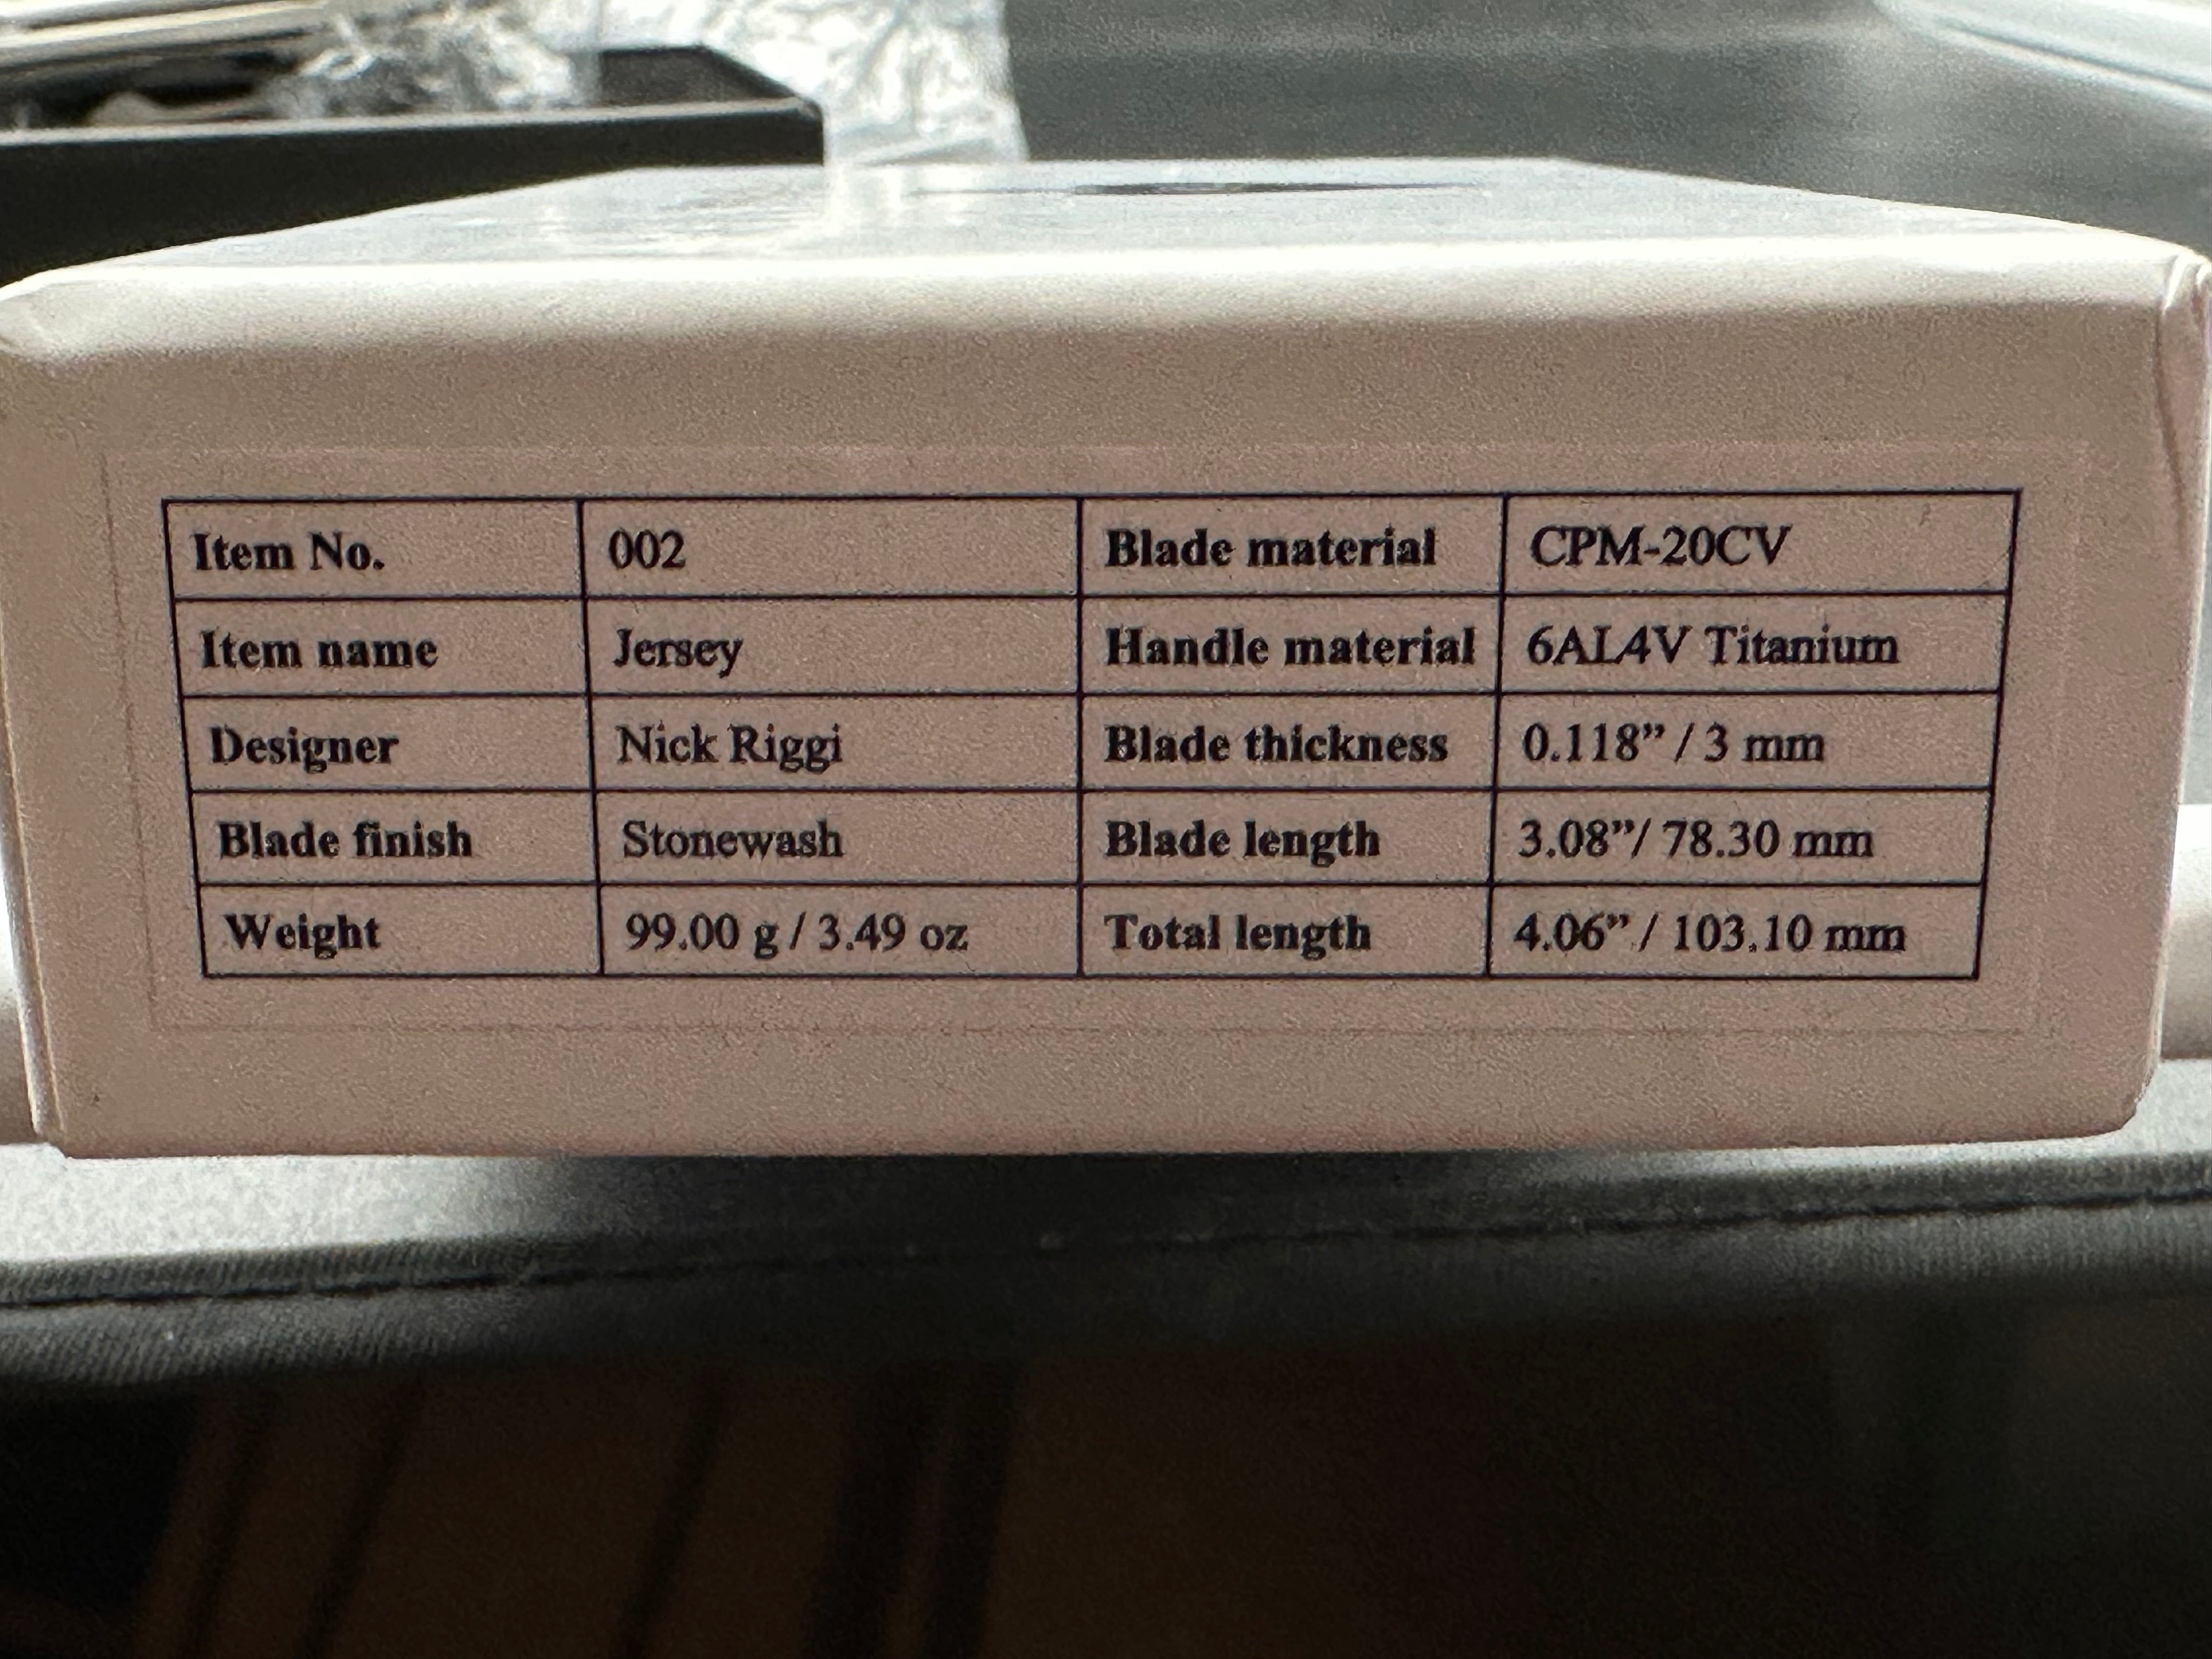 Item No. 002 Blade material CPM-20CV
Item name Jersey Handle material 6AL4V Titanium
Designer Nick Riggi Blade thickness 0.118” / 3 mm
Blade finish Stonewash Blade length 3.08”/ 78.30 mm
Weight 99.00 g / 3.49 oz Total length 4.06” / 103.10 mm